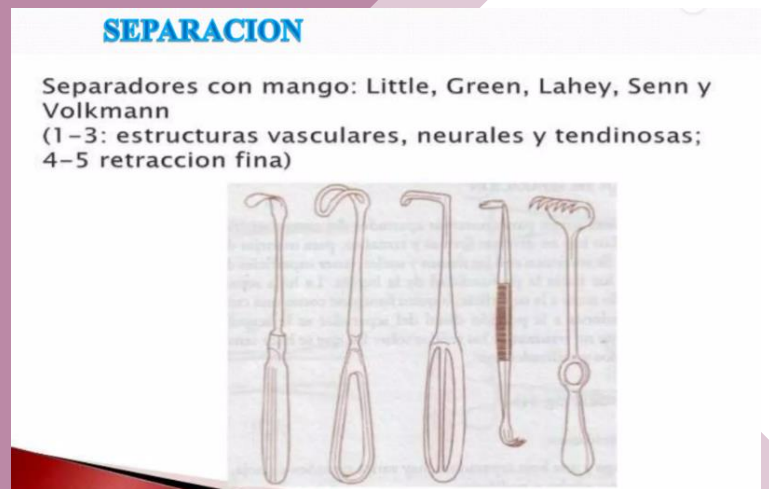 SEPARACION
Separadores con mango: Little, Green, Lahey, Senn y
Volkmann
(1-3: estructuras vasculares, neurales y tendinosas;
4-5 retraccion fina)